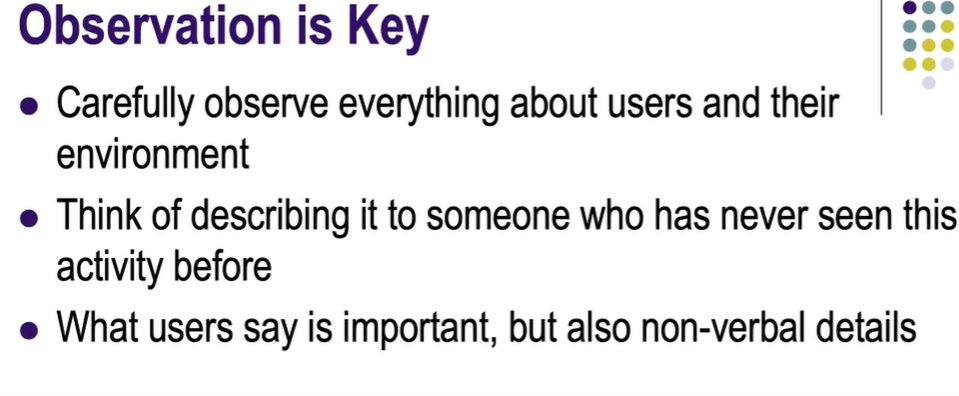 Observation is Key
Carefully observe everything about users and their
environment
Think of describing it to someone who has never seen this
activity before
What users say is important, but also non-verbal details